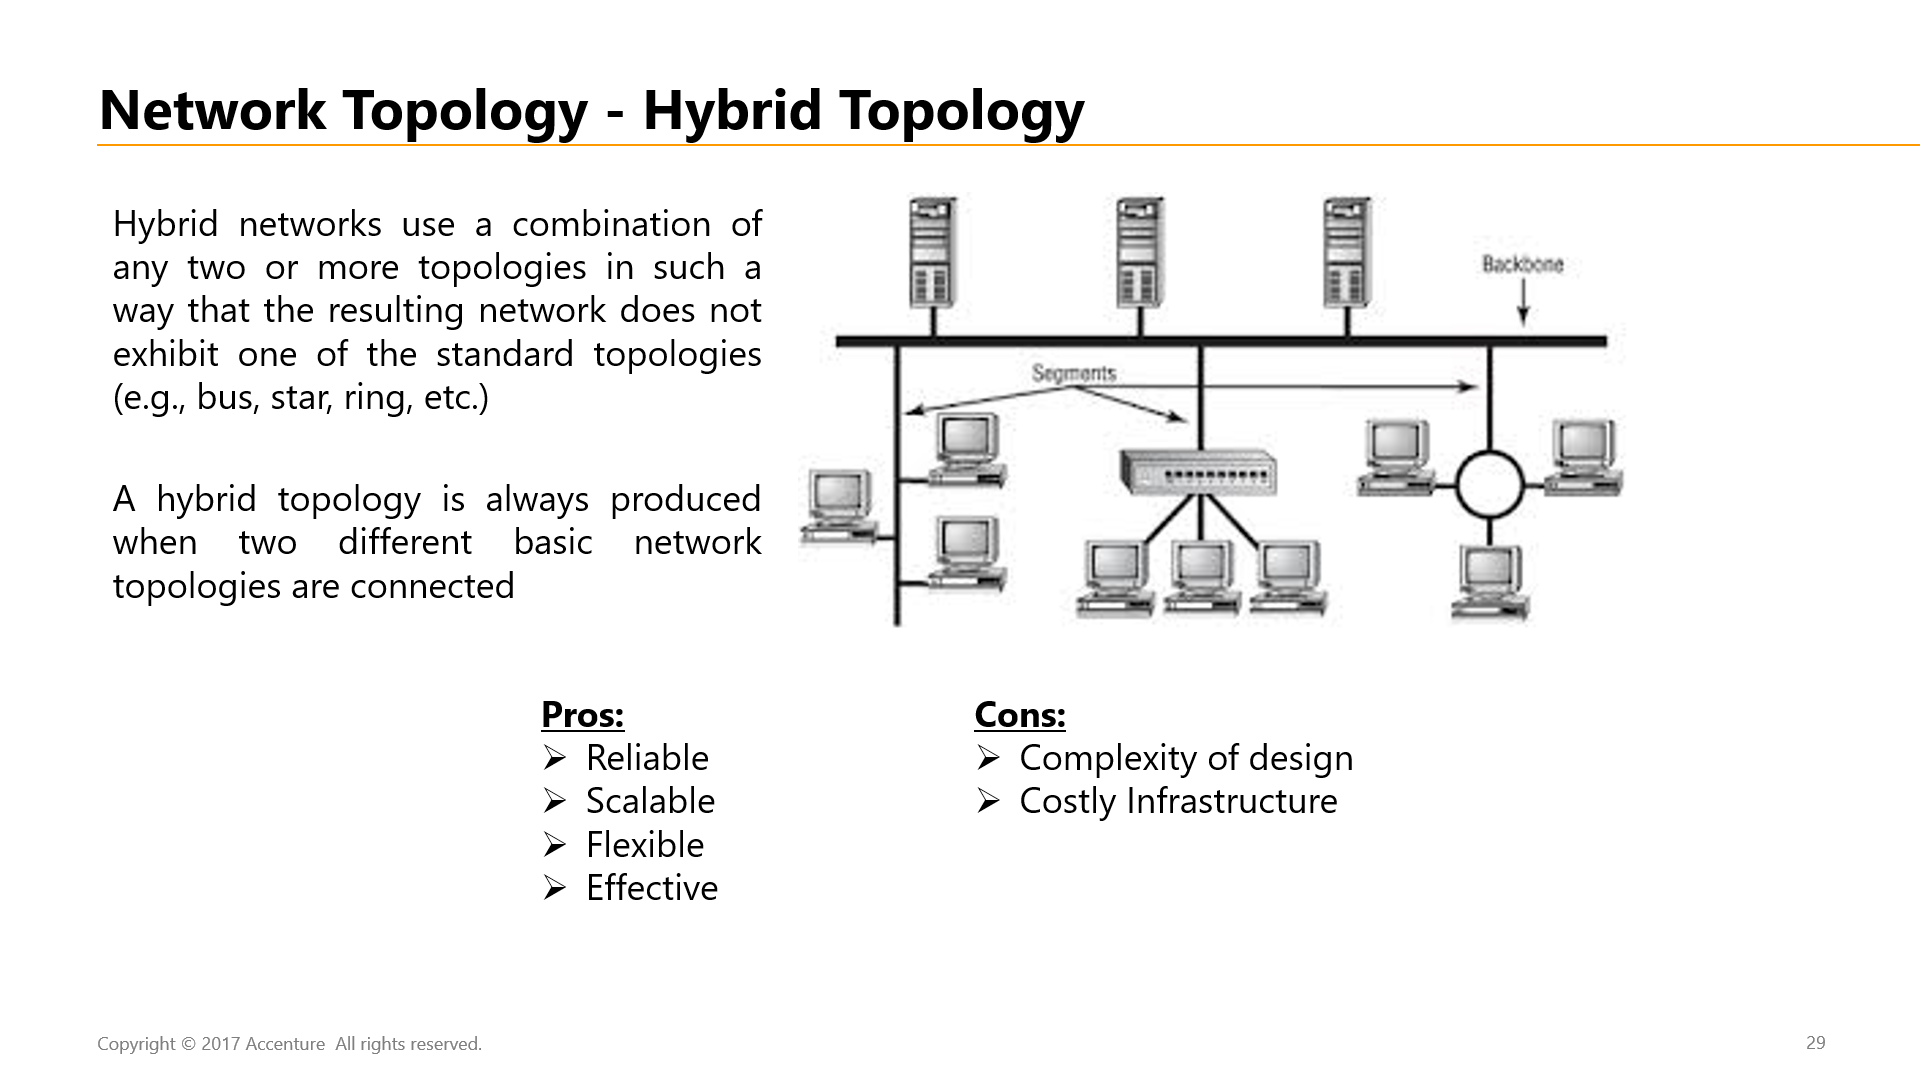 Network Topology - Hybrid Topology
Hybrid networks use a combination of
any two or more topologies in such a
way that the resulting network does not
exhibit one of the standard topologies
(e.g., bus, star, ring, etc.)
A hybrid topology is always produced
when two different basic network
topologies are connected
Backbone
Segments
Pros:
➢ Reliable
➢ Scalable
➢ Flexible
➢ Effective
Cons:
➢ Complexity of design
➢ Costly Infrastructure
Copyright © 2017 Accenture All rights reserved.
29